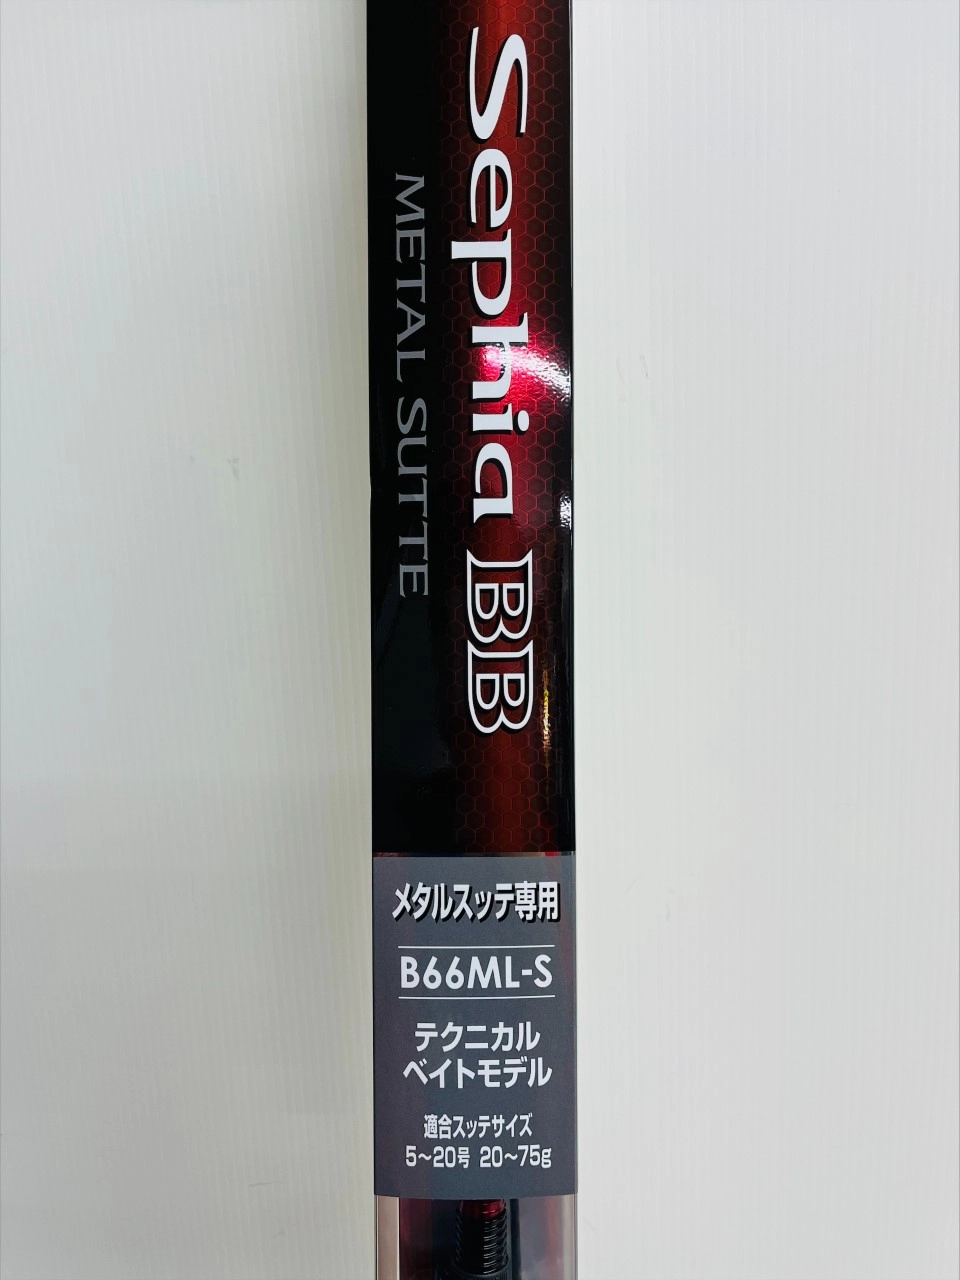 Sephia BB
METAL SUTTE
メタルスッテ専用
B66ML-S
テクニカル
ベイトモデル
適合スッテサイズ
5〜20号 20〜75g